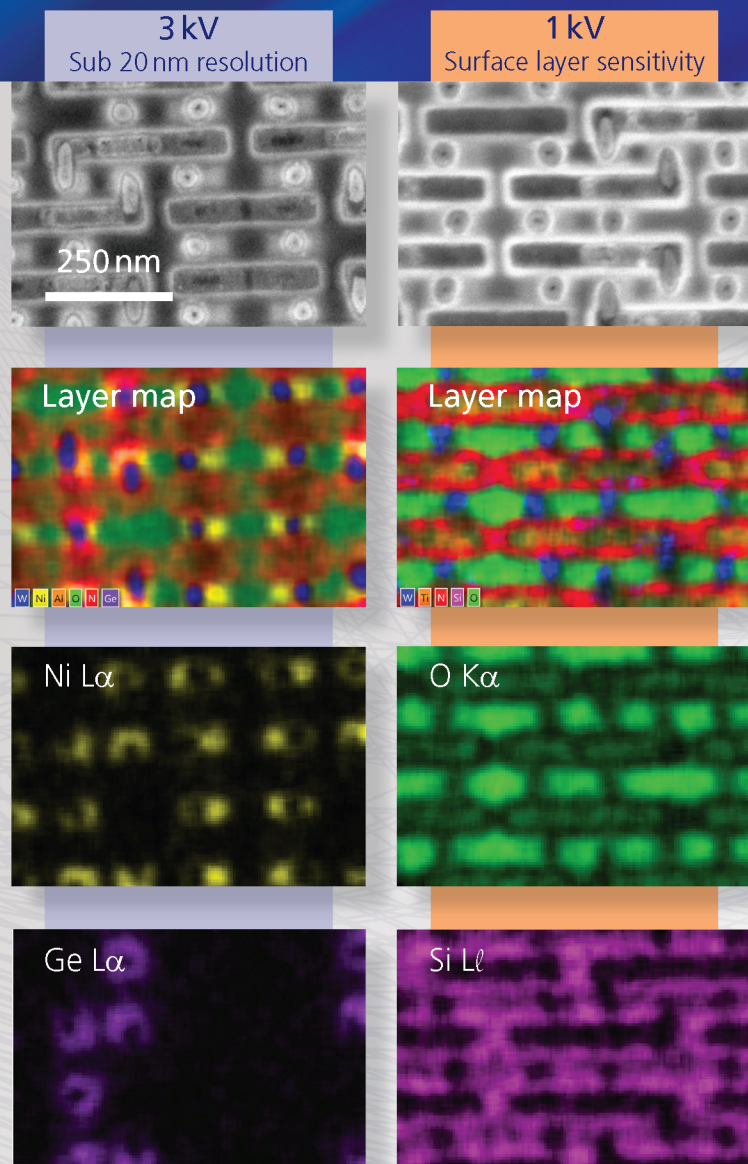 3 kV
Sub 20 nm resolution
1 kV
Surface layer sensitivity
250 nm
Layer map
W Ni Al O N Ge
Layer map
W Ti N Si O
Ni Lα
O Kα
Ge Lα
Si Lℓ